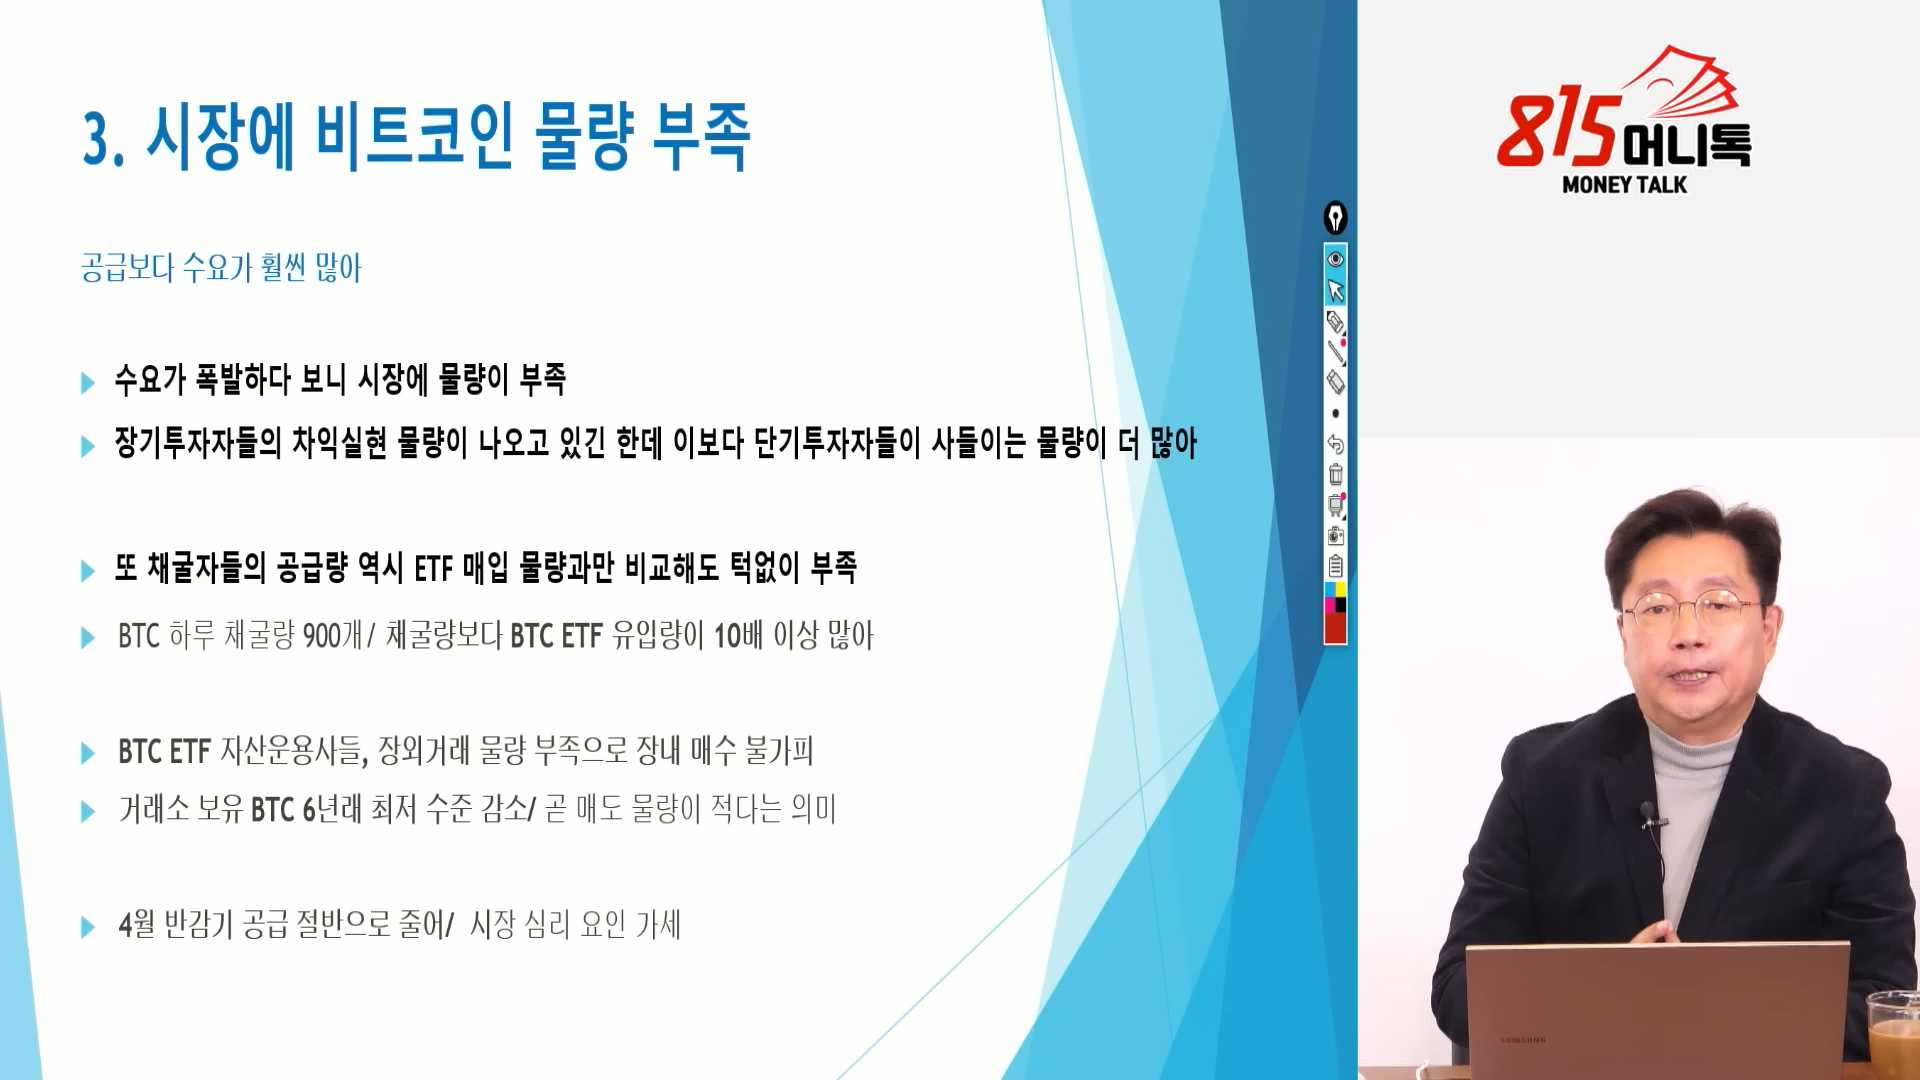 3. 시장에 비트코인 물량 부족
공급보다 수요가 훨씬 많아
수요가 폭발하다 보니 시장에 물량이 부족
장기투자자들의 차익실현 물량이 나오고 있긴 한데 이보다 단기투자자들이 사들이는 물량이 더 많아
또 채굴자들의 공급량 역시 ETF 매입 물량과만 비교해도 턱없이 부족
BTC 하루 채굴량 900개/ 채굴량보다 BTC ETF 유입량이 10배 이상 많아
BTC ETF 자산운용사들, 장외거래 물량 부족으로 장내 매수 불가피
거래소 보유 BTC 6년래 최저 수준 감소/ 곧 매도 물량이 적다는 의미
4월 반감기 공급 절반으로 줄어/ 시장 심리 요인 가세
815머니톡
MONEY TALK
SAMSUNG